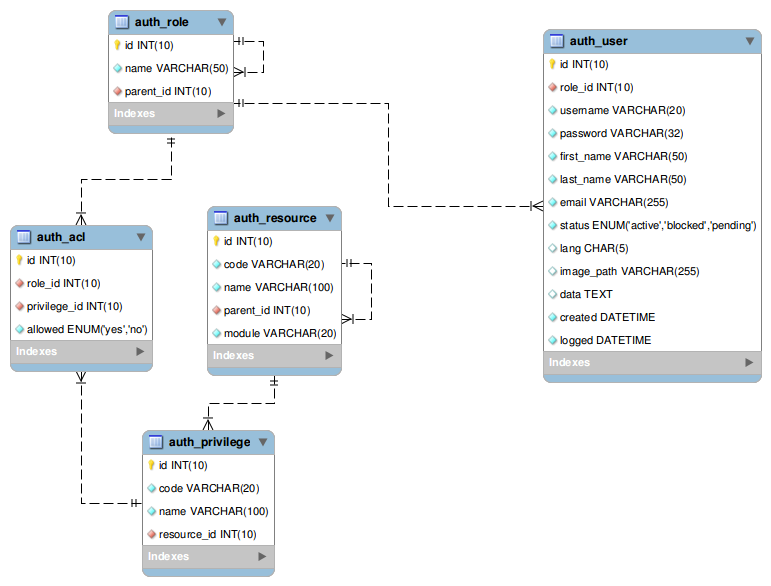 auth_role
id INT(10)
name VARCHAR(50)
parent_id INT(10)
Indexes
auth_user
id INT(10)
role_id INT(10)
username VARCHAR(20)
password VARCHAR(32)
first_name VARCHAR(50)
last_name VARCHAR(50)
email VARCHAR(255)
status ENUM('active','blocked','pending')
lang CHAR(5)
image_path VARCHAR(255)
data TEXT
created DATETIME
logged DATETIME
Indexes
auth_acl
id INT(10)
role_id INT(10)
privilege_id INT(10)
allowed ENUM('yes','no')
Indexes
auth_resource
id INT(10)
code VARCHAR(20)
name VARCHAR(100)
parent_id INT(10)
module VARCHAR(20)
Indexes
auth_privilege
id INT(10)
code VARCHAR(20)
name VARCHAR(100)
resource_id INT(10)
Indexes